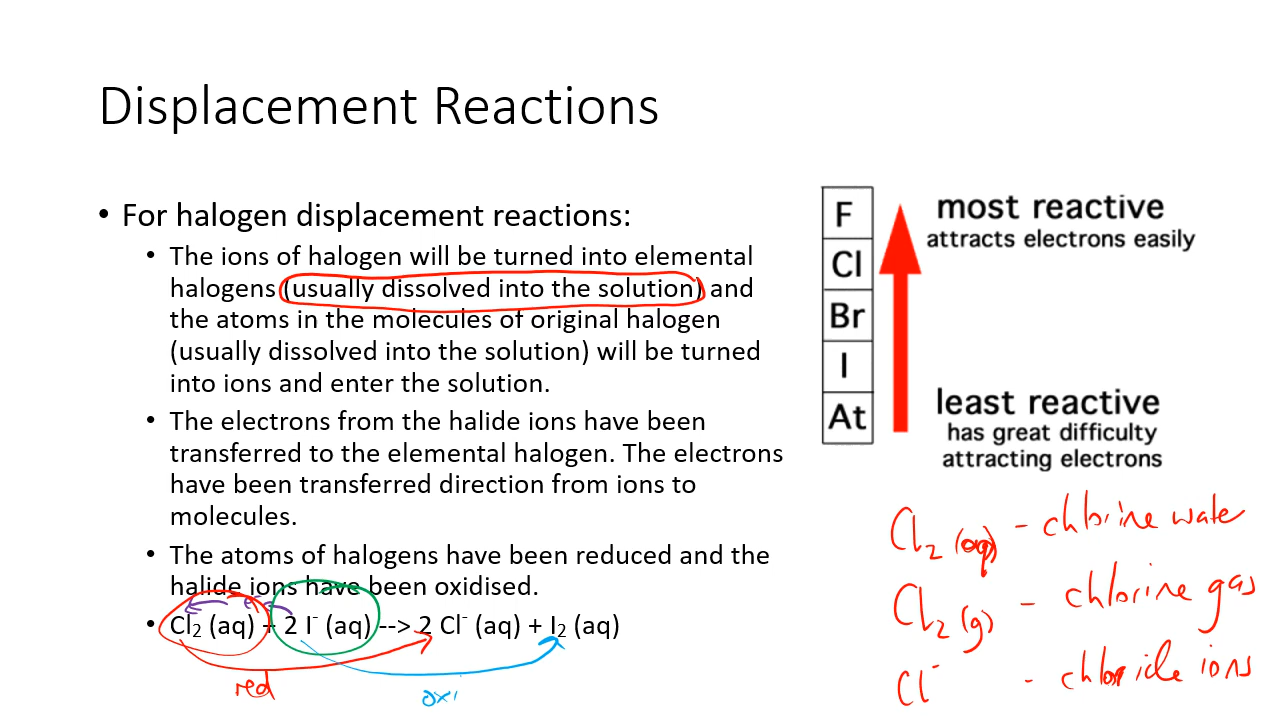 Displacement Reactions
• For halogen displacement reactions:
• The ions of halogen will be turned into elemental
halogens (usually dissolved into the solution) and
the atoms in the molecules of original halogen
(usually dissolved into the solution) will be turned
into ions and enter the solution.
• The electrons from the halide ions have been
transferred to the elemental halogen. The electrons
have been transferred direction from ions to
molecules.
• The atoms of halogens have been reduced and the
halide ions have been oxidised.
e⁻
• Cl₂ (aq) + 2 I⁻ (aq) --> 2 Cl⁻ (aq) + I₂ (aq)
red
oxi
F
Cl
Br
I
At
most reactive
attracts electrons easily
least reactive
has great difficulty
attracting electrons
Cl₂ (aq) - chlorine water
Cl₂ (g) - chlorine gas
Cl⁻ - chloride ions